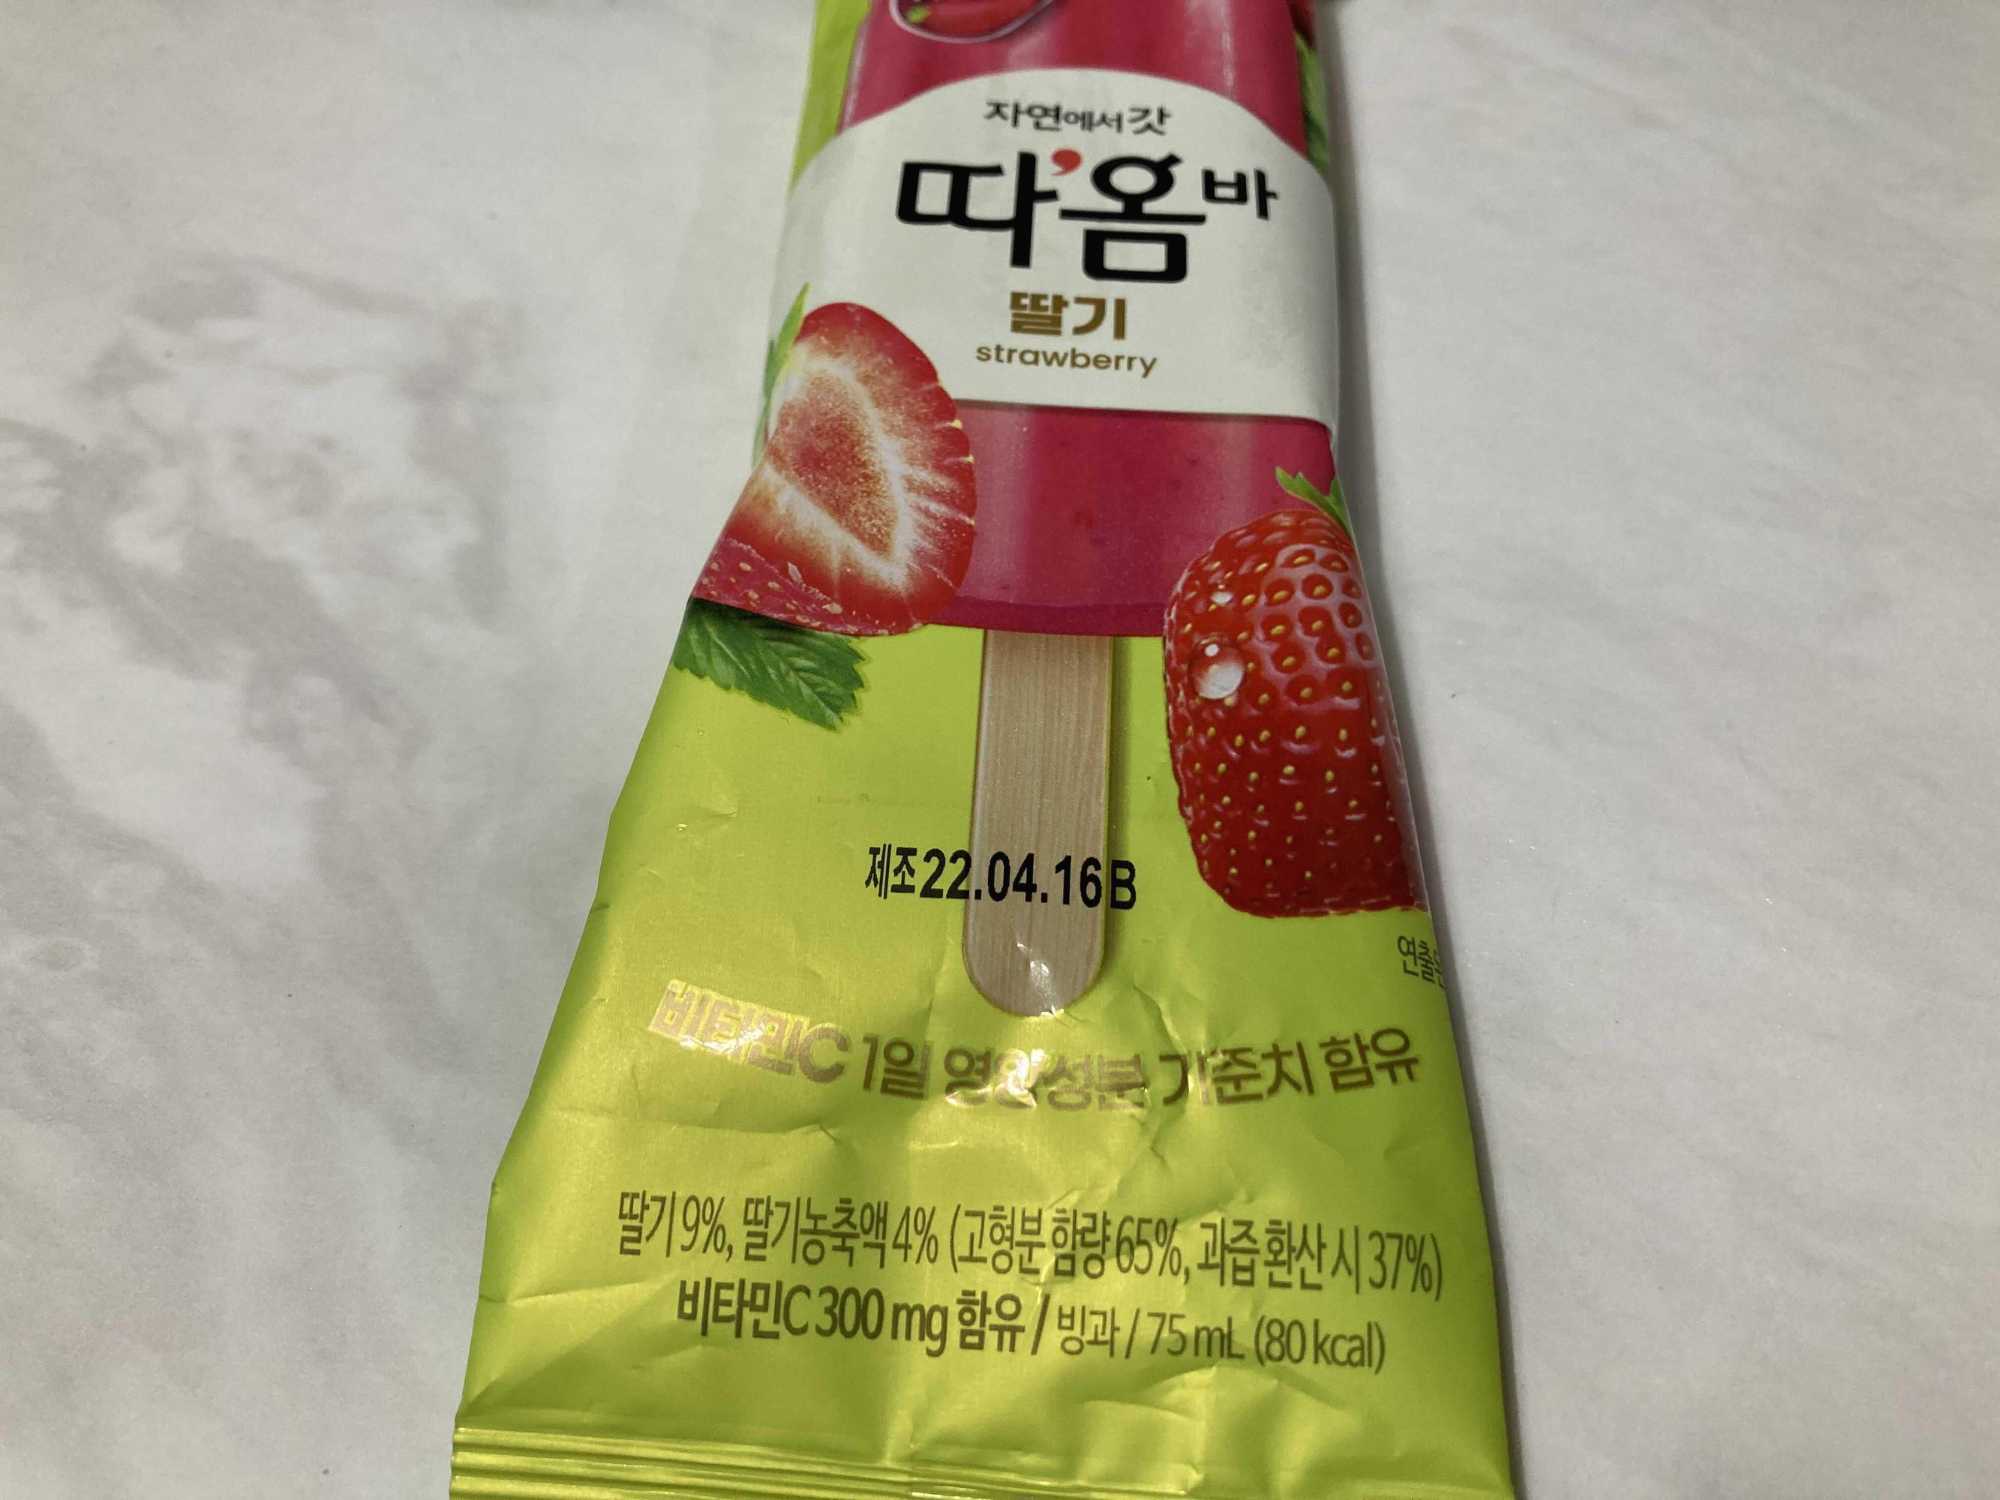 자연에서 갓
따'옴바
딸기
strawberry
제조22.04.16B
비타민C 1일 영양성분 기준치 함유
딸기 9%, 딸기농축액 4% (고형분 함량 65%, 과즙 환산 시 37%)
비타민C 300 mg 함유 / 빙과 / 75 mL (80 kcal)